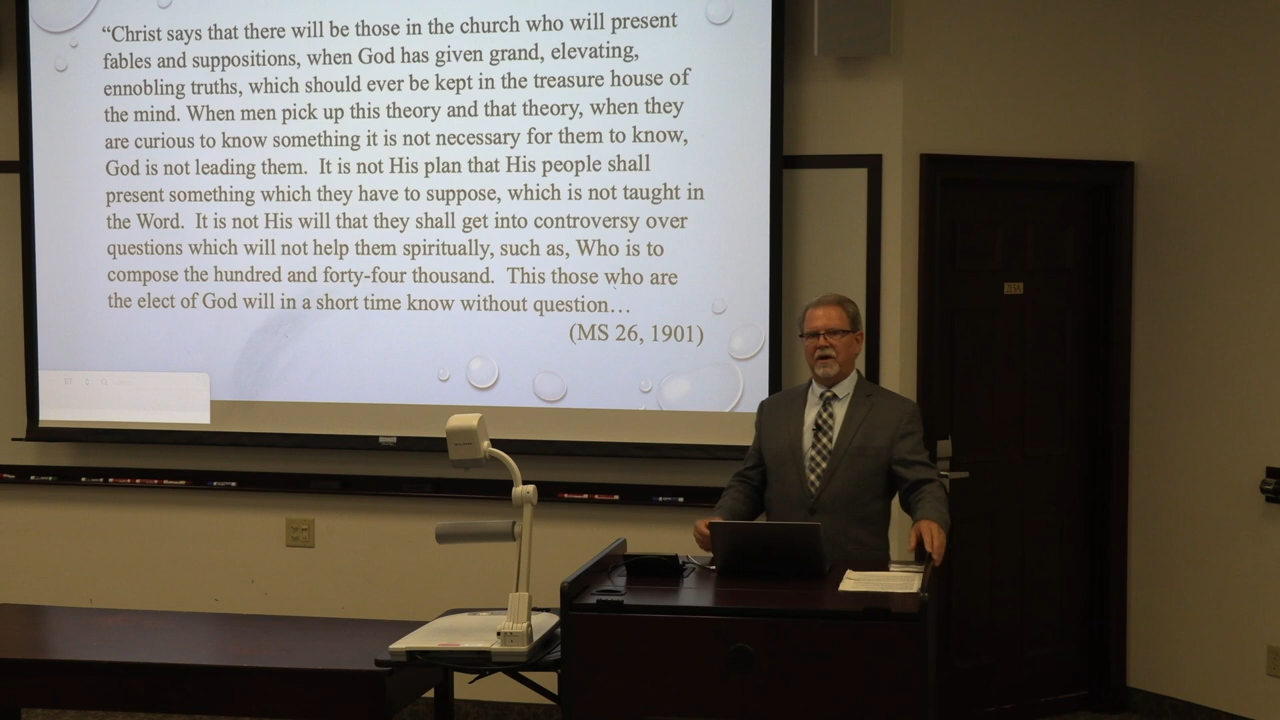 “Christ says that there will be those in the church who will present
fables and suppositions, when God has given grand, elevating,
ennobling truths, which should ever be kept in the treasure house of
the mind. When men pick up this theory and that theory, when they
are curious to know something it is not necessary for them to know,
God is not leading them.  It is not His plan that His people shall
present something which they have to suppose, which is not taught in
the Word.  It is not His will that they shall get into controversy over
questions which will not help them spiritually, such as, Who is to
compose the hundred and forty-four thousand.  This those who are
the elect of God will in a short time know without question…
(MS 26, 1901)